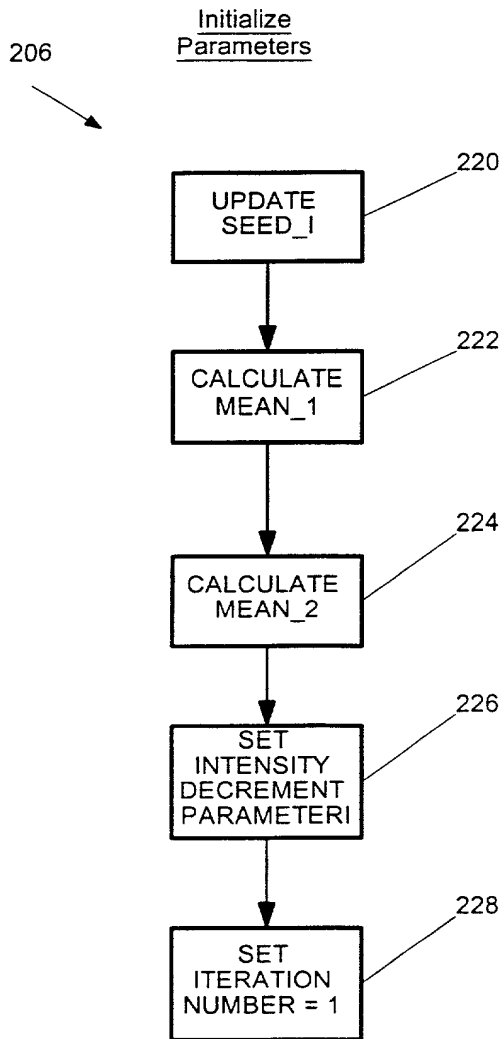 Initialize
Parameters
206
220
UPDATE
SEED_I
222
CALCULATE
MEAN_1
224
CALCULATE
MEAN_2
226
SET
INTENSITY
DECREMENT
PARAMETERI
228
SET
ITERATION
NUMBER = 1